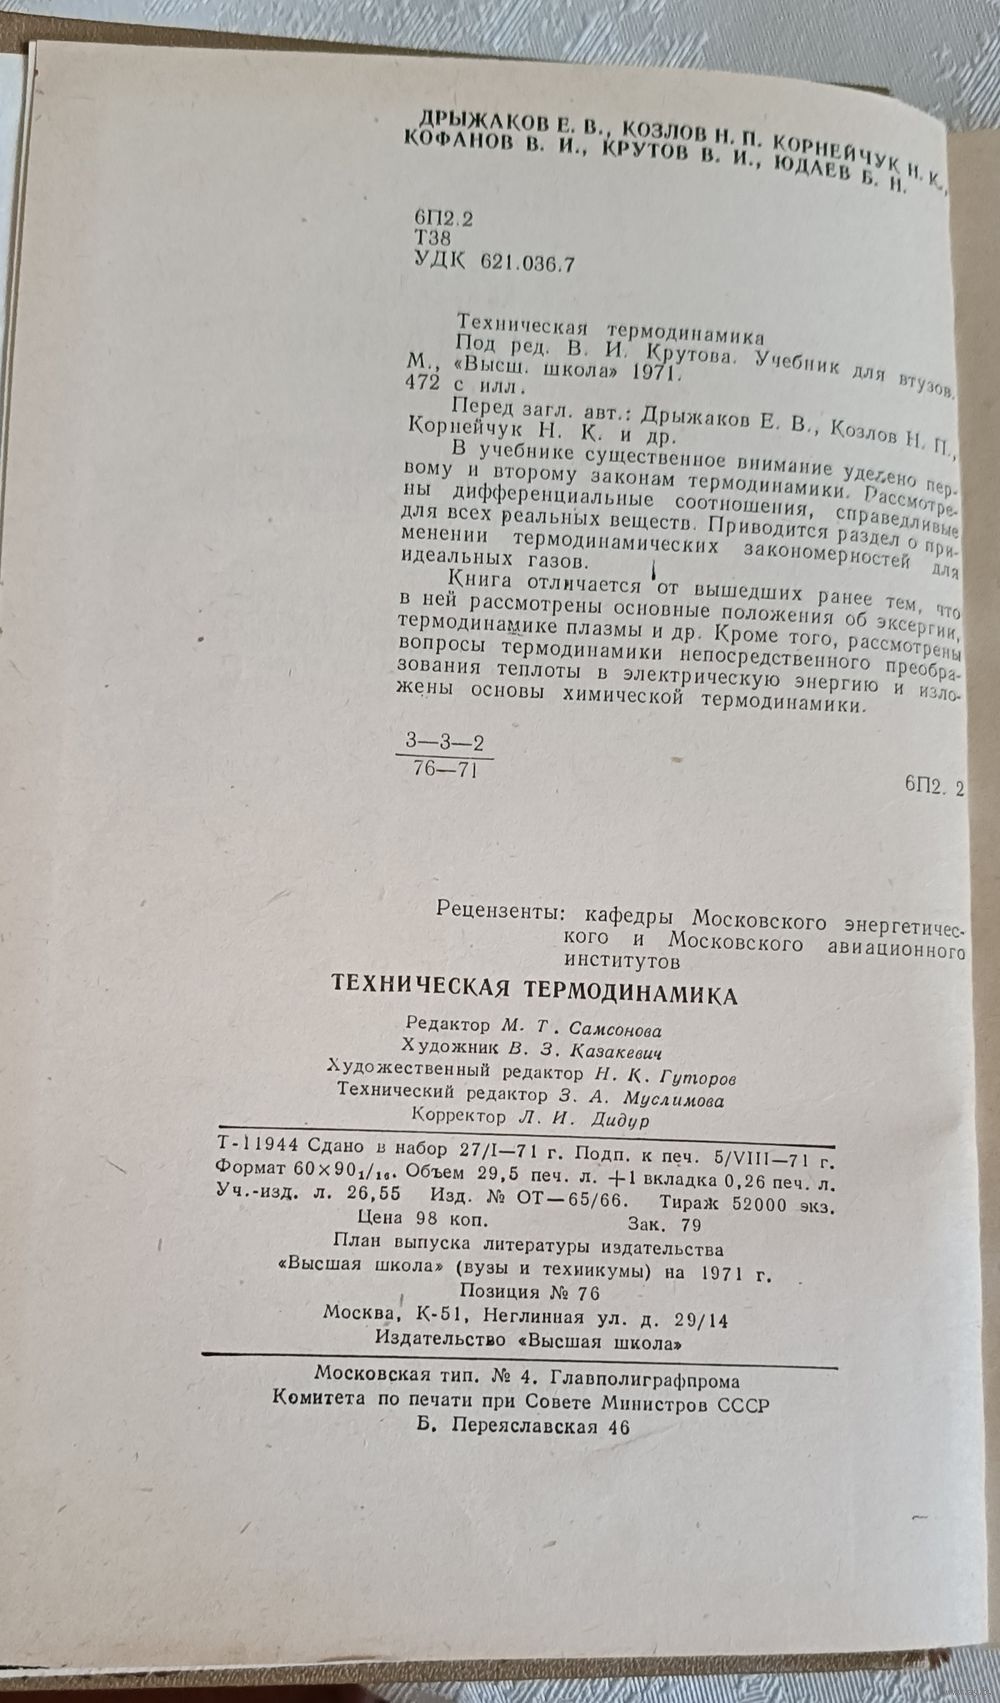 ДРЫЖАКОВ Е. В., КОЗЛОВ Н. П. КОРНЕЙЧУК Н. К.,
КОФАНОВ В. И., КРУТОВ В. И., ЮДАЕВ Б. Н.
6П2.2
Т38
УДК 621.036.7
Техническая термодинамика
Под ред. В. И. Крутова. Учебник для втузов.
М., «Высш. школа» 1971.
472 с илл.
Перед загл. авт.: Дрыжаков Е. В., Козлов Н. П.,
Корнейчук Н. К. и др.
В учебнике существенное внимание уделено пер-
вому и второму законам термодинамики. Рассмотре-
ны дифференциальные соотношения, справедливые
для всех реальных веществ. Приводится раздел о при-
менении термодинамических закономерностей для
идеальных газов.
Книга отличается от вышедших ранее тем, что
в ней рассмотрены основные положения об эксергии,
термодинамике плазмы и др. Кроме того, рассмотрены
вопросы термодинамики непосредственного преобра-
зования теплоты в электрическую энергию и изло-
жены основы химической термодинамики.
3—3—2
76—71
6П2. 2
Рецензенты: кафедры Московского энергетичес-
кого и Московского авиационного
институтов
ТЕХНИЧЕСКАЯ ТЕРМОДИНАМИКА
Редактор М. Т. Самсонова
Художник В. З. Казакевич
Художественный редактор Н. К. Гуторов
Технический редактор З. А. Муслимова
Корректор Л. И. Дидур
Т-11944 Сдано в набор 27/I—71 г. Подп. к печ. 5/VIII—71 г.
Формат 60×90₁/₁₆. Объем 29,5 печ. л. +1 вкладка 0,26 печ. л.
Уч.-изд. л. 26,55 Изд. № ОТ—65/66. Тираж 52000 экз.
Цена 98 коп. Зак. 79
План выпуска литературы издательства
«Высшая школа» (вузы и техникумы) на 1971 г.
Позиция № 76
Москва, К-51, Неглинная ул. д. 29/14
Издательство «Высшая школа»
Московская тип. № 4. Главполиграфпрома
Комитета по печати при Совете Министров СССР
Б. Переяславская 46